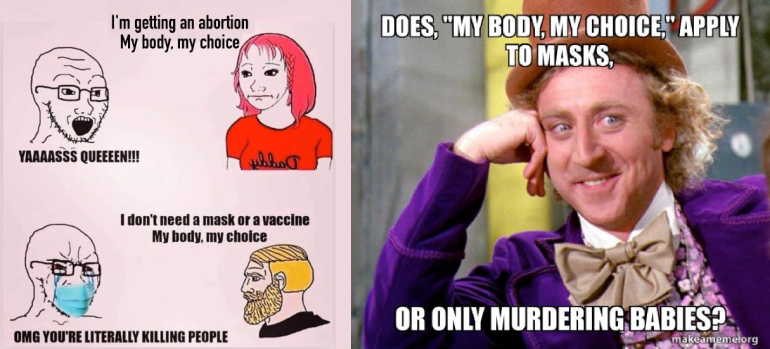 I'm getting an abortion
My body, my choice
YAAAASSS QUEEEEN!!!
Daddy
I don't need a mask or a vaccine
My body, my choice
OMG YOU'RE LITERALLY KILLING PEOPLE
DOES, "MY BODY, MY CHOICE," APPLY
TO MASKS,
OR ONLY MURDERING BABIES?
makeameme.org